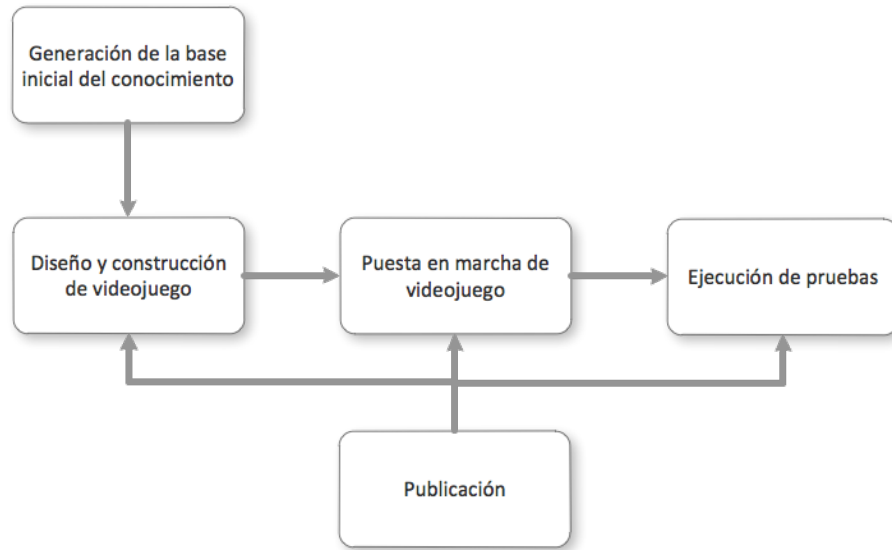 Generación de la base
inicial del conocimiento
Diseño y construcción
de videojuego
Puesta en marcha de
videojuego
Ejecución de pruebas
Publicación